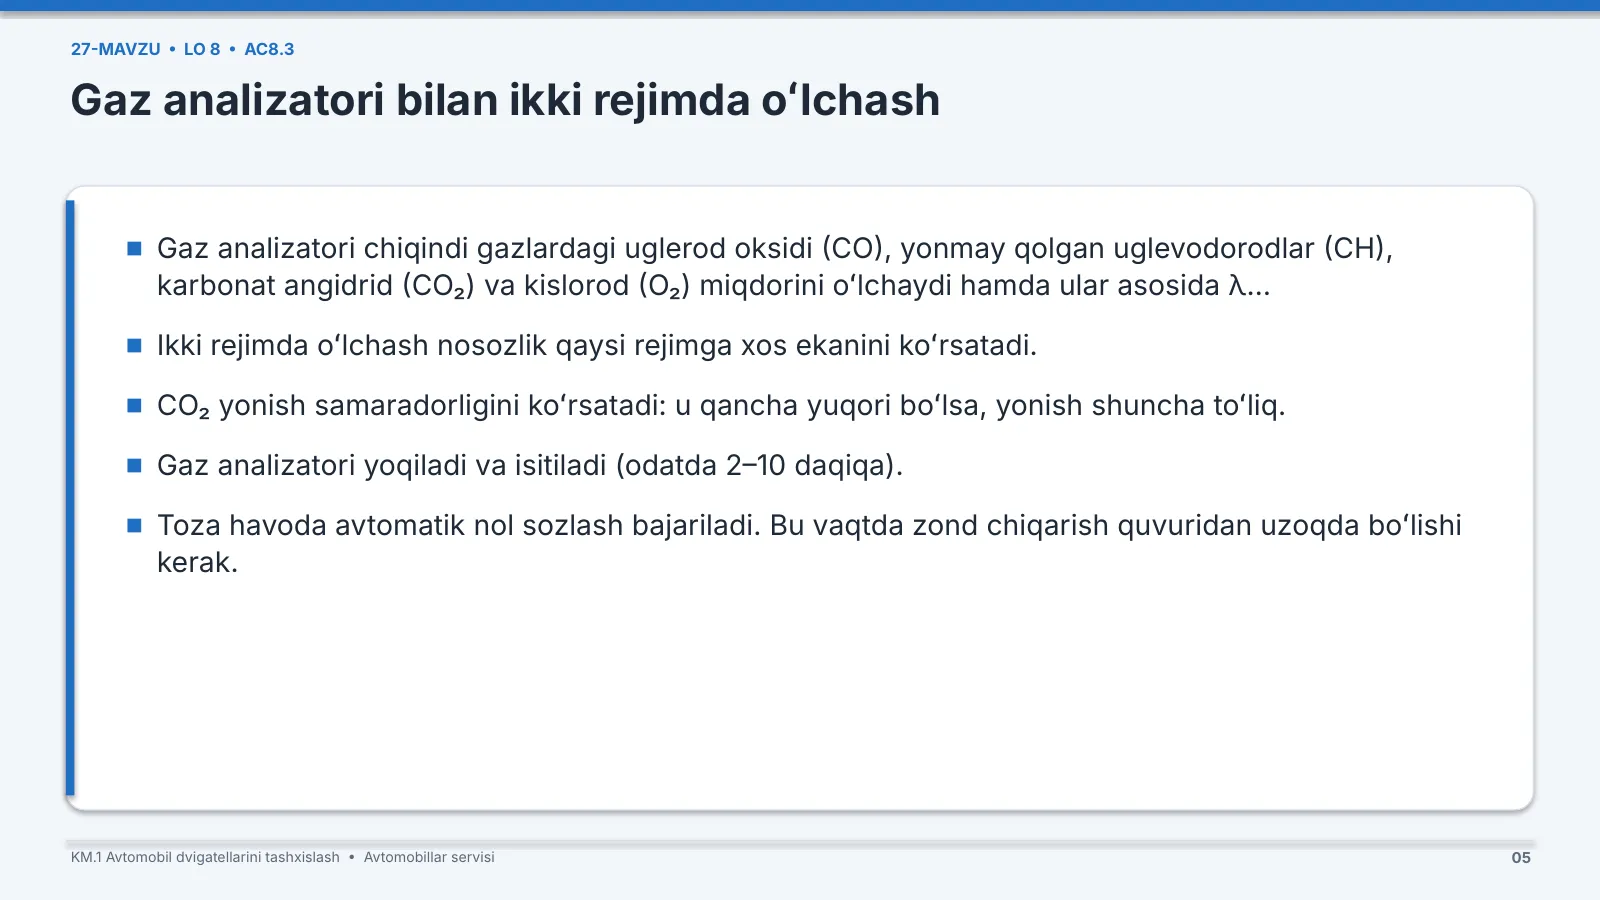 27-MAVZU • LO 8 • AC8.3
Gaz analizatori bilan ikki rejimda oʻlchash
■ Gaz analizatori chiqindi gazlardagi uglerod oksidi (CO), yonmay qolgan uglevodorodlar (CH),
karbonat angidrid (CO₂) va kislorod (O₂) miqdorini oʻlchaydi hamda ular asosida λ...
■ Ikki rejimda oʻlchash nosozlik qaysi rejimga xos ekanini koʻrsatadi.
■ CO₂ yonish samaradorligini koʻrsatadi: u qancha yuqori boʻlsa, yonish shuncha toʻliq.
■ Gaz analizatori yoqiladi va isitiladi (odatda 2–10 daqiqa).
■ Toza havoda avtomatik nol sozlash bajariladi. Bu vaqtda zond chiqarish quvuridan uzoqda boʻlishi
kerak.
KM.1 Avtomobil dvigatellarini tashxislash • Avtomobillar servisi
05